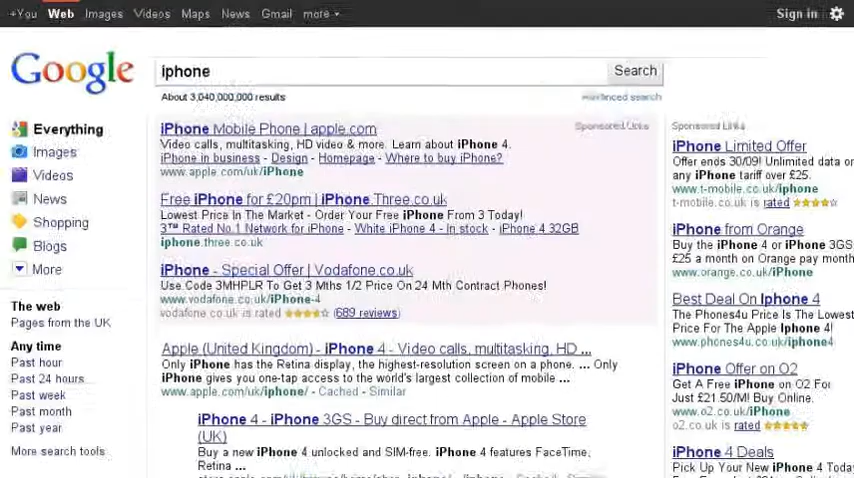 +You Web Images Videos Maps News Gmail more
Sign in
Google
iphone
Search
About 3,040,000,000 results
Advanced search
Everything
Images
Videos
News
Shopping
Blogs
More
The web
Pages from the UK
Any time
Past hour
Past 24 hours
Past week
Past month
Past year
More search tools
Sponsored Links
iPhone Mobile Phone | apple.com
Video calls, multitasking, HD video & more. Learn about iPhone 4.
iPhone in business - Design - Homepage - Where to buy iPhone?
www.apple.com/uk/iPhone
Free iPhone for £20pm | iPhone.Three.co.uk
Lowest Price In The Market - Order Your Free iPhone From 3 Today!
3™ Rated No.1 Network for iPhone - White iPhone 4 - In stock - iPhone 4 32GB
iphone.three.co.uk
iPhone - Special Offer | Vodafone.co.uk
Use Code 3MHPLR To Get 3 Mths 1/2 Price On 24 Mth Contract Phones!
www.vodafone.co.uk/iPhone-4
vodafone.co.uk is rated (689 reviews)
Apple (United Kingdom) - iPhone 4 - Video calls, multitasking, HD ...
Only iPhone has the Retina display, the highest-resolution screen on a phone. ... Only
iPhone gives you one-tap access to the world's largest collection of mobile ...
www.apple.com/uk/iphone/ - Cached - Similar
iPhone 4 - iPhone 3GS - Buy direct from Apple - Apple Store
(UK)
Buy a new iPhone 4 unlocked and SIM-free. iPhone 4 features FaceTime,
Retina ...
Sponsored Links
iPhone Limited Offer
Offer ends 30/09! Unlimited data or
any iPhone tariff over £25.
www.t-mobile.co.uk/iphone
t-mobile.co.uk is rated
iPhone from Orange
Buy the iPhone 4 or iPhone 3GS
£25 a month on Orange pay month
www.orange.co.uk/iPhone
Best Deal On Iphone 4
The Phones4u Price Is The Lowest
Price For The Apple Iphone 4!
www.phones4u.co.uk/iphone4
iPhone Offer on O2
Get A Free iPhone on O2 For
Just £21.50/M! Buy Online.
www.o2.co.uk/iPhone
o2.co.uk is rated
iPhone 4 Deals
Pick Up Your New iPhone 4 Today